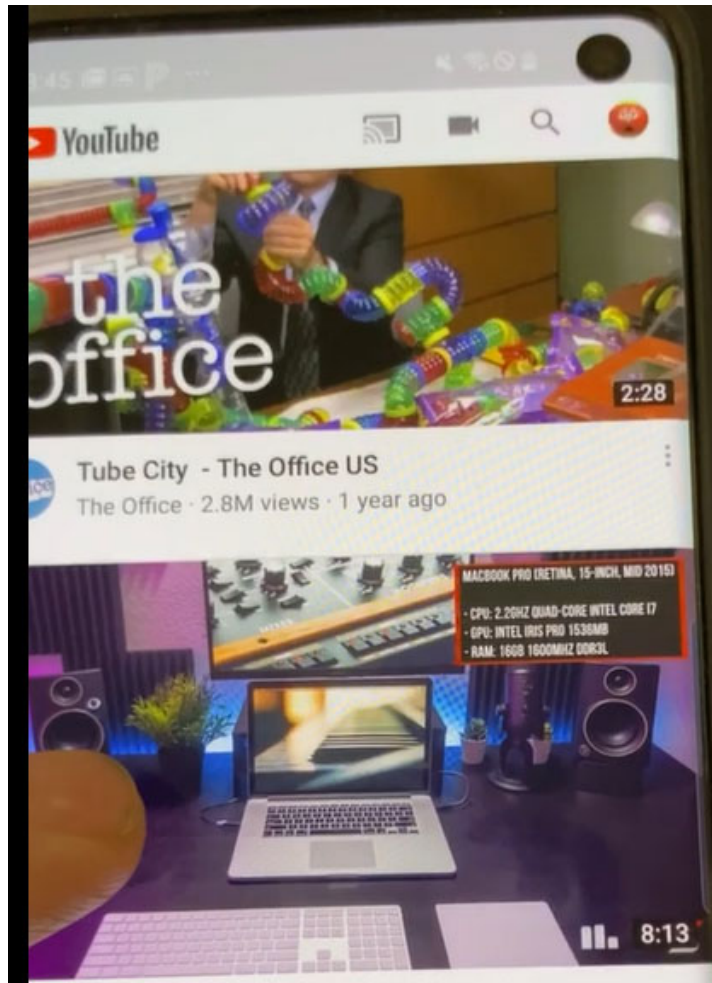 :45
YouTube
the
office
2:28
Tube City - The Office US
The Office · 2.8M views · 1 year ago
MACBOOK PRO (RETINA, 15-INCH, MID 2015)
- CPU: 2.2GHZ QUAD-CORE INTEL CORE I7
- GPU: INTEL IRIS PRO 1536MB
- RAM: 16GB 1600MHZ DDR3L
8:13